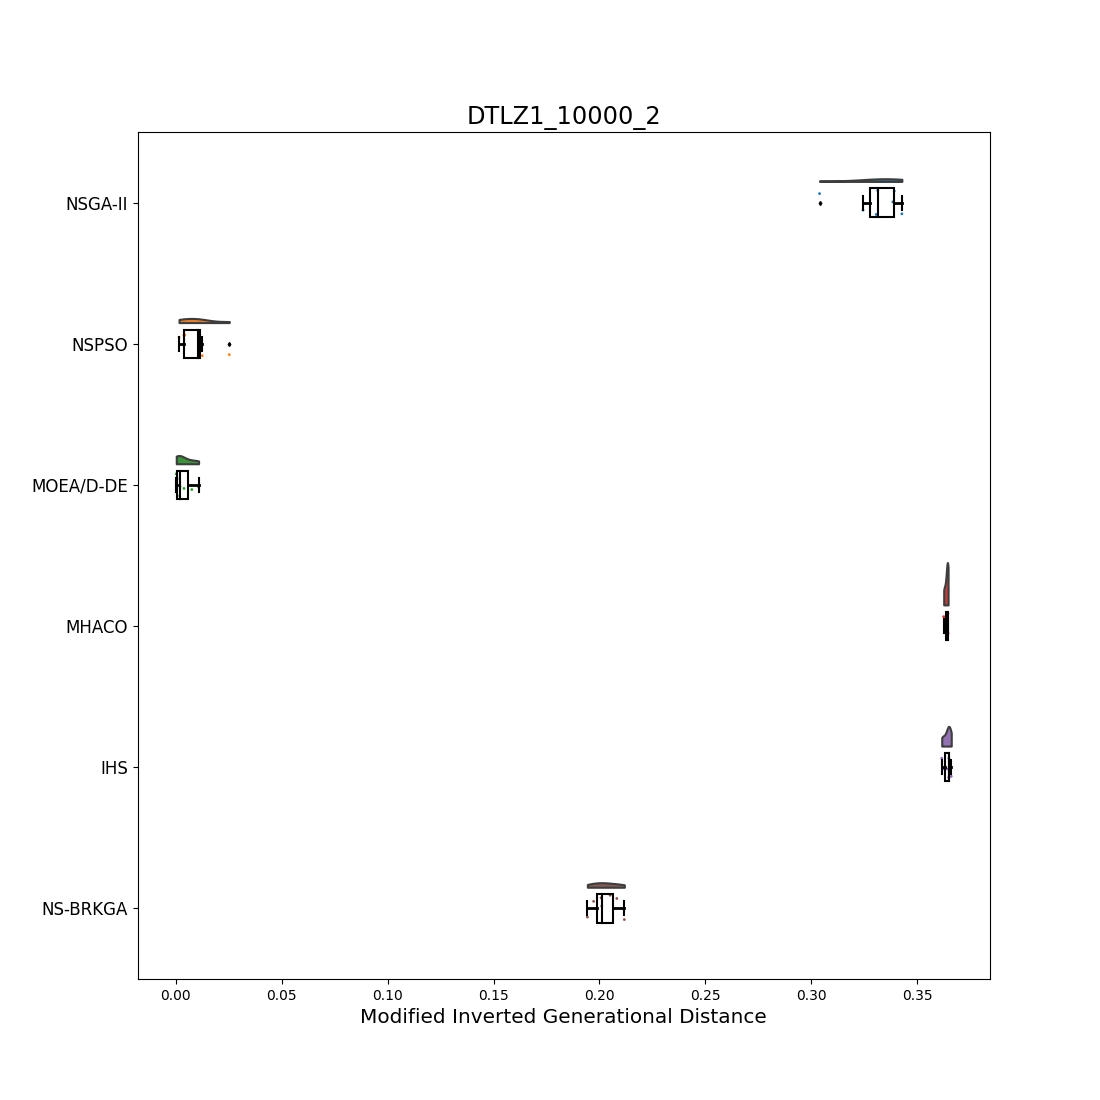 DTLZ1_10000_2
NSGA-II
NSPSO
MOEA/D-DE
MHACO
IHS
NS-BRKGA
0.00 0.05 0.10 0.15 0.20 0.25 0.30 0.35
Modified Inverted Generational Distance